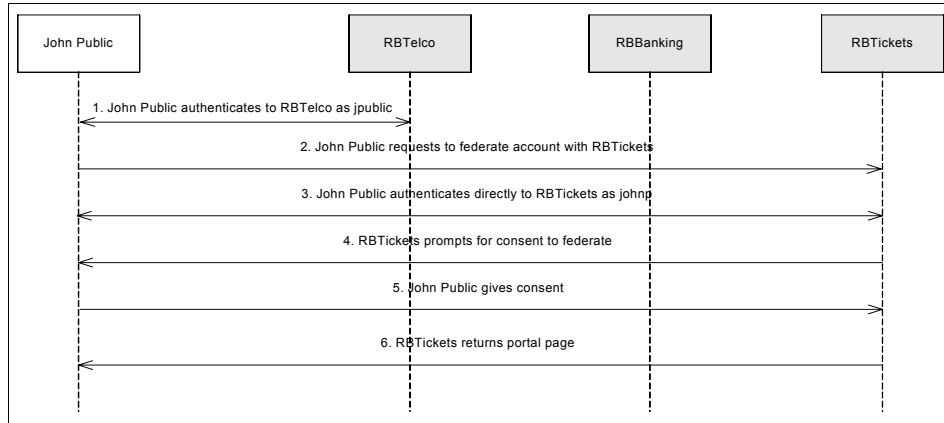 John Public
RBTelco
RBBanking
RBTickets
1. John Public authenticates to RBTelco as jpublic
2. John Public requests to federate account with RBTickets
3. John Public authenticates directly to RBTickets as johnp
4. RBTickets prompts for consent to federate
5. John Public gives consent
6. RBTickets returns portal page